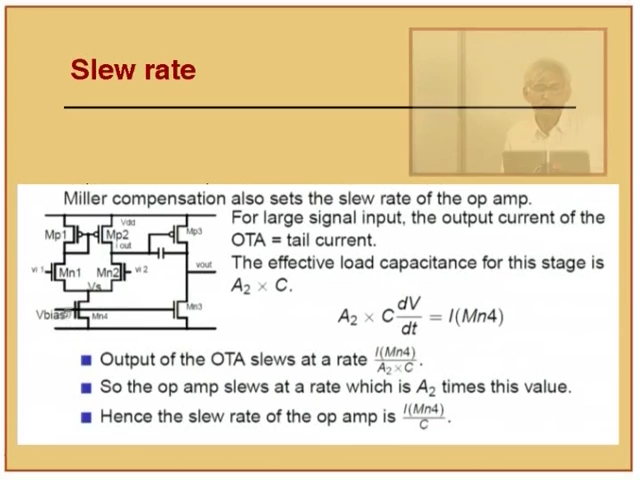 Slew rate
Miller compensation also sets the slew rate of the op amp.
For large signal input, the output current of the
OTA = tail current.
The effective load capacitance for this stage is
A₂ × C.
A₂ × C dV/dt = I(Mn4)
Vdd
Mp1 Mp2 Mp3
Iout
vi 1 Mn1 Mn2 vi 2 vout
Vs
Vbias Mn4 Mn3
Output of the OTA slews at a rate I(Mn4)/A₂×C.
So the op amp slews at a rate which is A₂ times this value.
Hence the slew rate of the op amp is I(Mn4)/C.